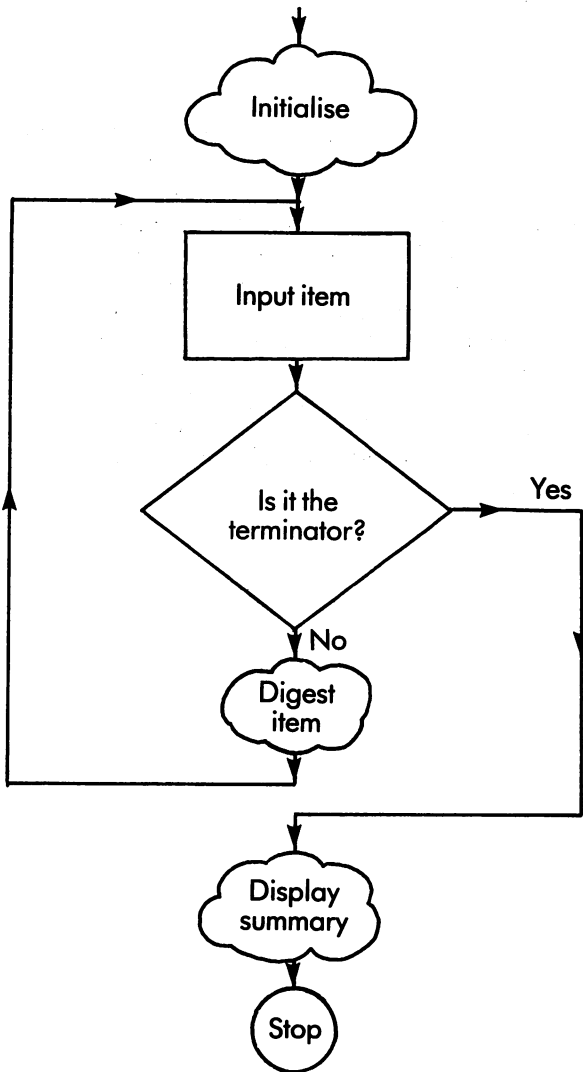 Initialise
Input item
Is it the
terminator?
Yes
No
Digest
item
Display
summary
Stop